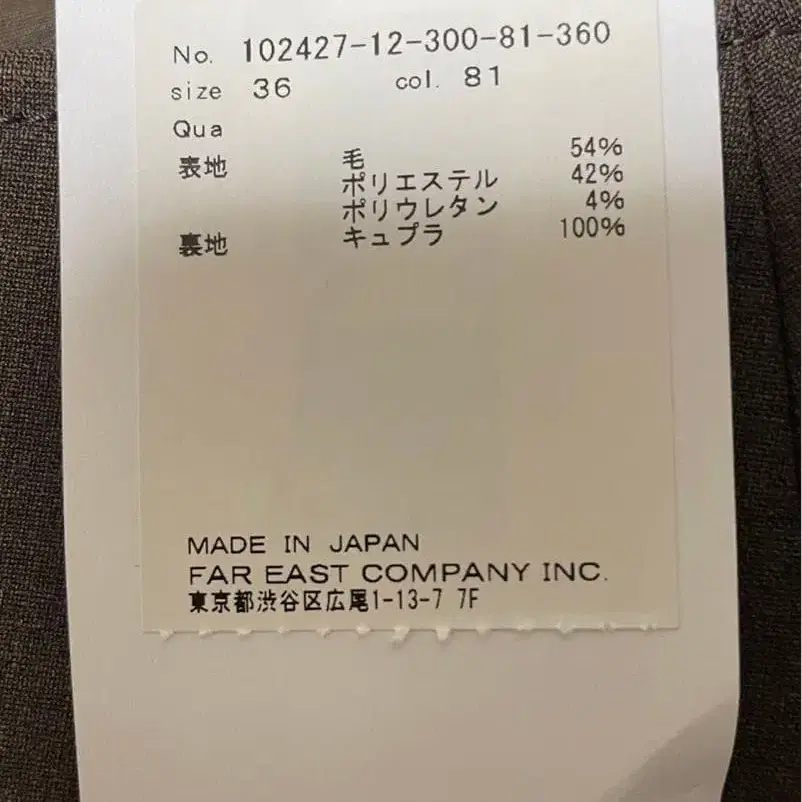 No. 102427-12-300-81-360
size 36 col. 81
Qua
表地 毛 54%
ポリエステル 42%
ポリウレタン 4%
裏地 キュプラ 100%
MADE IN JAPAN
FAR EAST COMPANY INC.
東京都渋谷区広尾1-13-7 7F